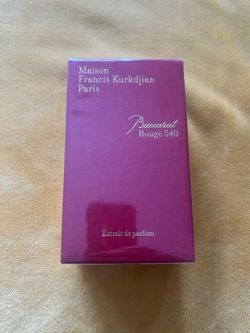 Maison
Francis Kurkdjian
Paris
Baccarat
Rouge 540
Extrait de parfum